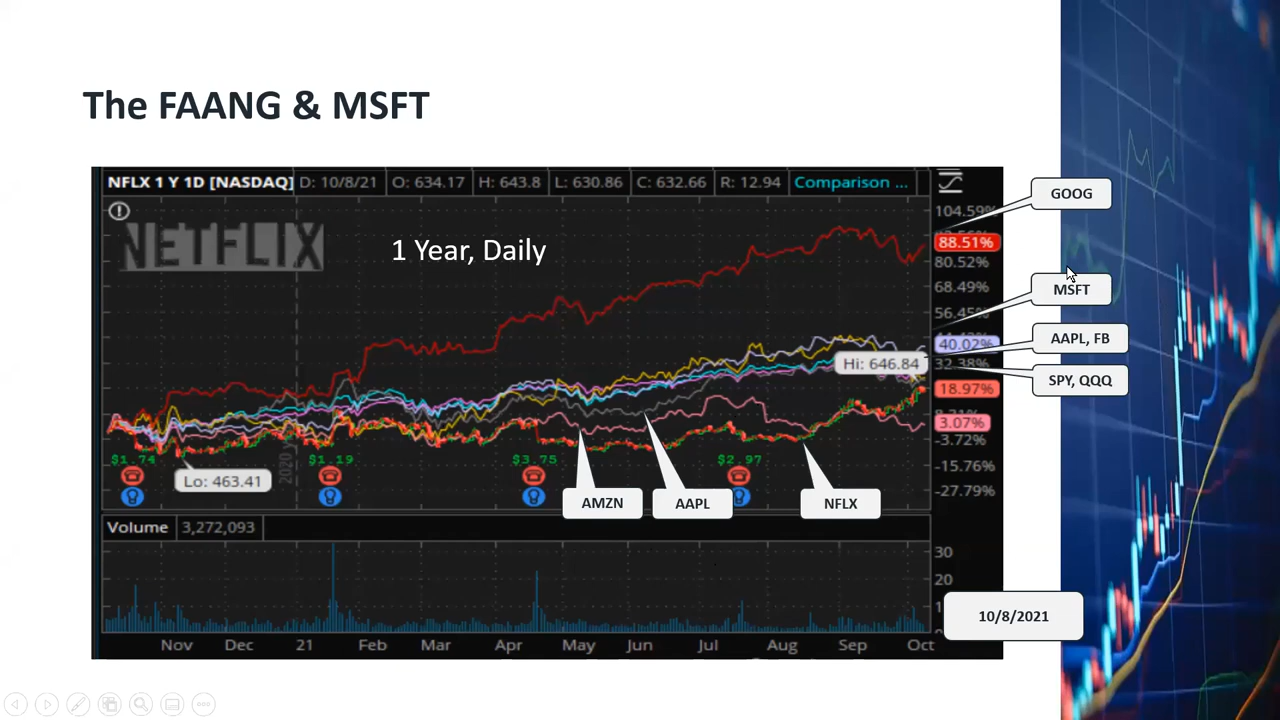 The FAANG & MSFT
NFLX 1 Y 1D [NASDAQ] D: 10/8/21 O: 634.17 H: 643.8 L: 630.86 C: 632.66 R: 12.94 Comparison ...
NETFLIX
1 Year, Daily
GOOG
MSFT
AAPL, FB
SPY, QQQ
104.59%
88.51%
80.52%
68.49%
56.45%
40.02%
32.38%
18.97%
3.07%
-3.72%
-15.76%
-27.79%
Hi: 646.84
$1.74
$1.19
$3.75
$2.97
Lo: 463.41
AMZN
AAPL
NFLX
Volume 3,272,093
30
20
10/8/2021
Nov Dec 21 Feb Mar Apr May Jun Jul Aug Sep Oct